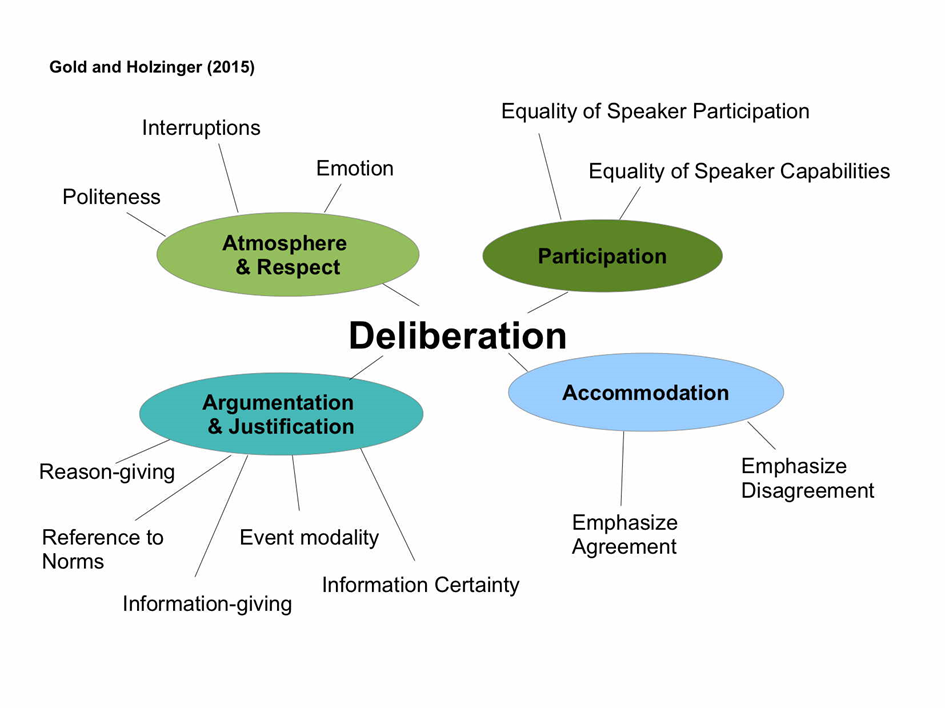 Gold and Holzinger (2015)
Interruptions
Emotion
Politeness
Atmosphere
& Respect
Equality of Speaker Participation
Equality of Speaker Capabilities
Participation
Deliberation
Argumentation
& Justification
Reason-giving
Reference to
Norms
Information-giving
Event modality
Information Certainty
Accommodation
Emphasize
Agreement
Emphasize
Disagreement